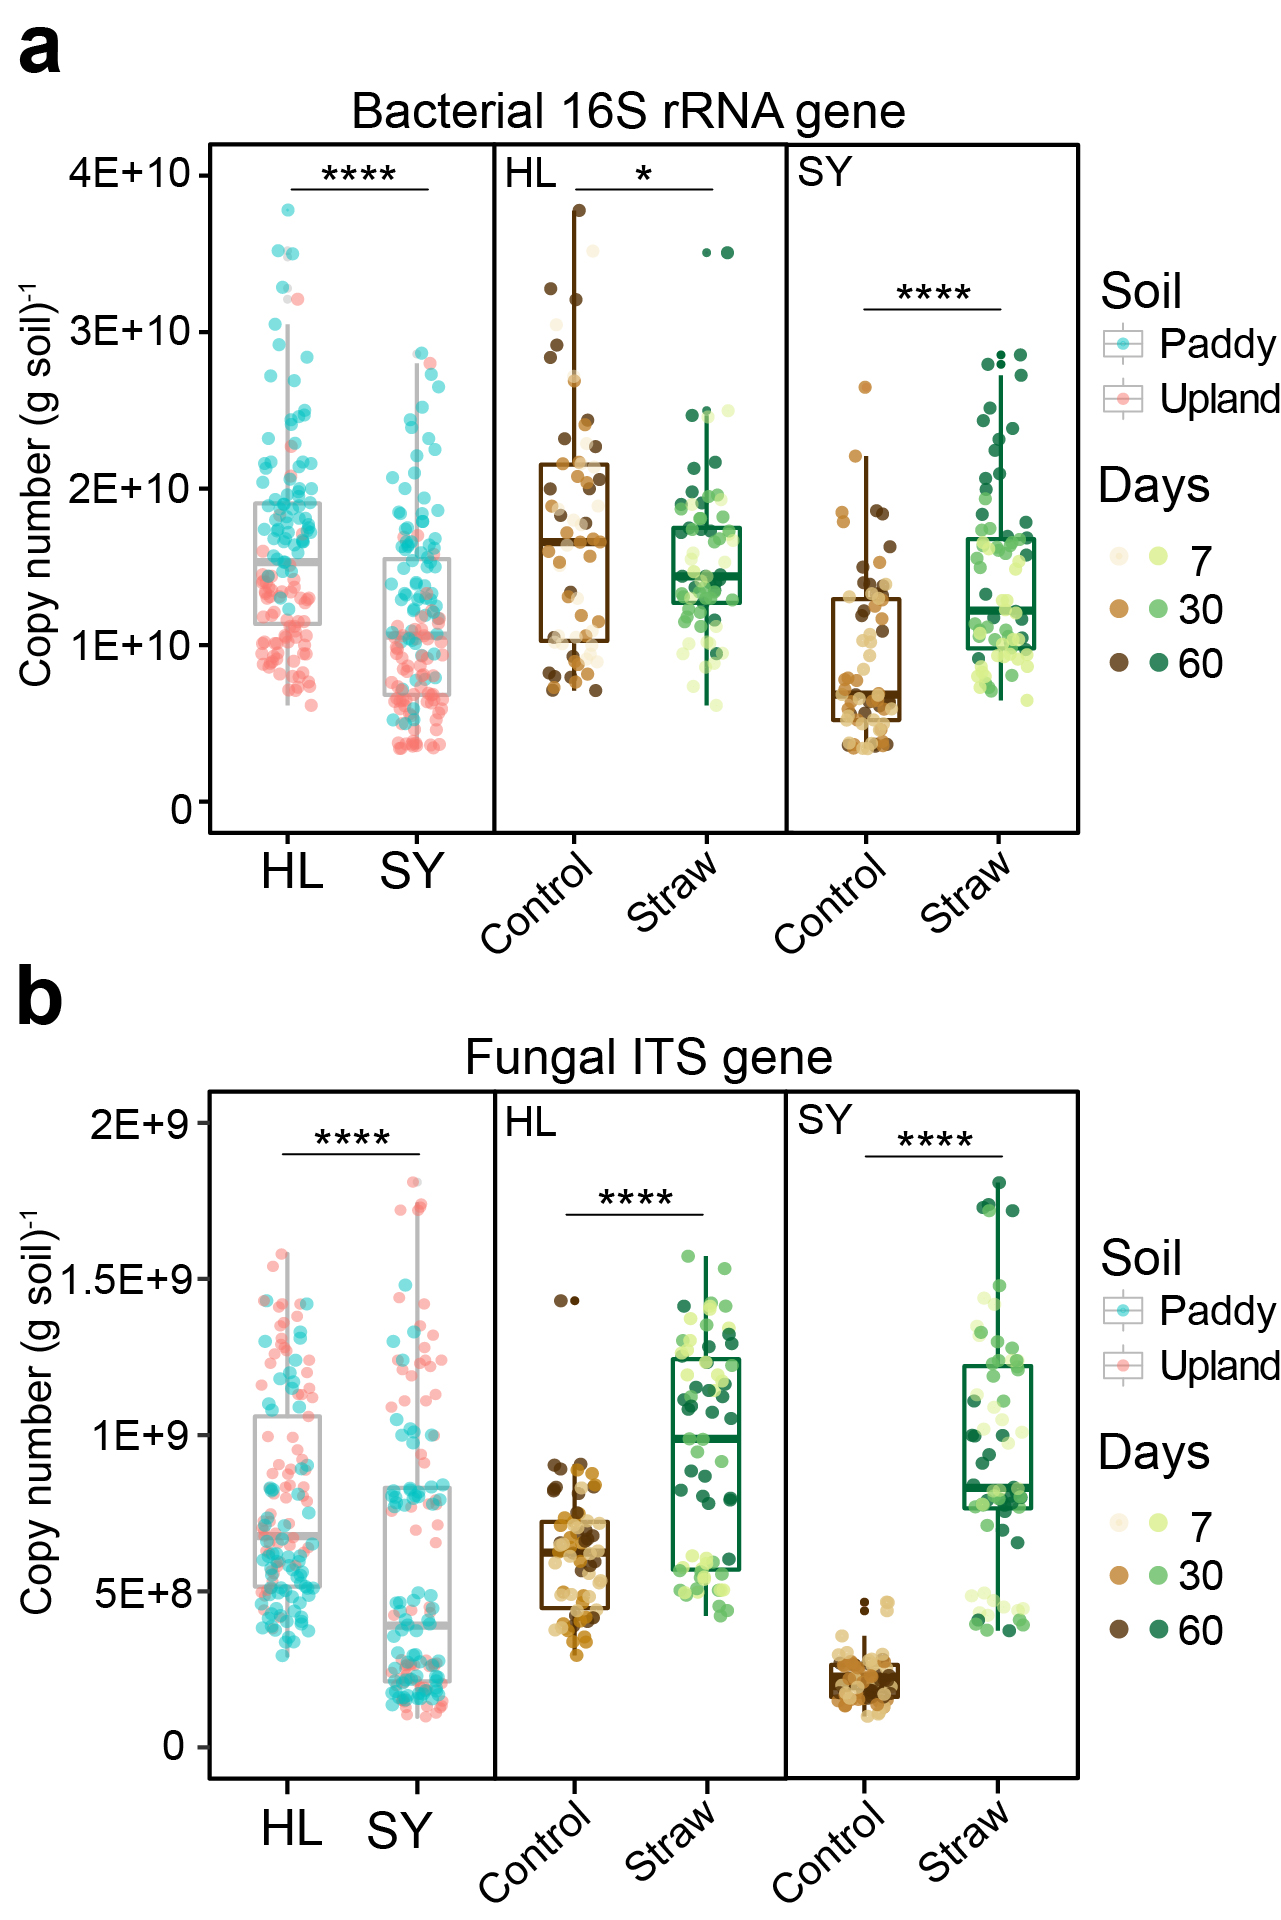 a
Bacterial 16S rRNA gene
Copy number (g soil)-1
4E+10
3E+10
2E+10
1E+10
0
****
HL
*
SY
****
HL
SY
Control
Straw
Control
Straw
Soil
Paddy
Upland
Days
7
30
60
b
Fungal ITS gene
Copy number (g soil)-1
2E+9
1.5E+9
1E+9
5E+8
0
****
HL
****
SY
****
HL
SY
Control
Straw
Control
Straw
Soil
Paddy
Upland
Days
7
30
60